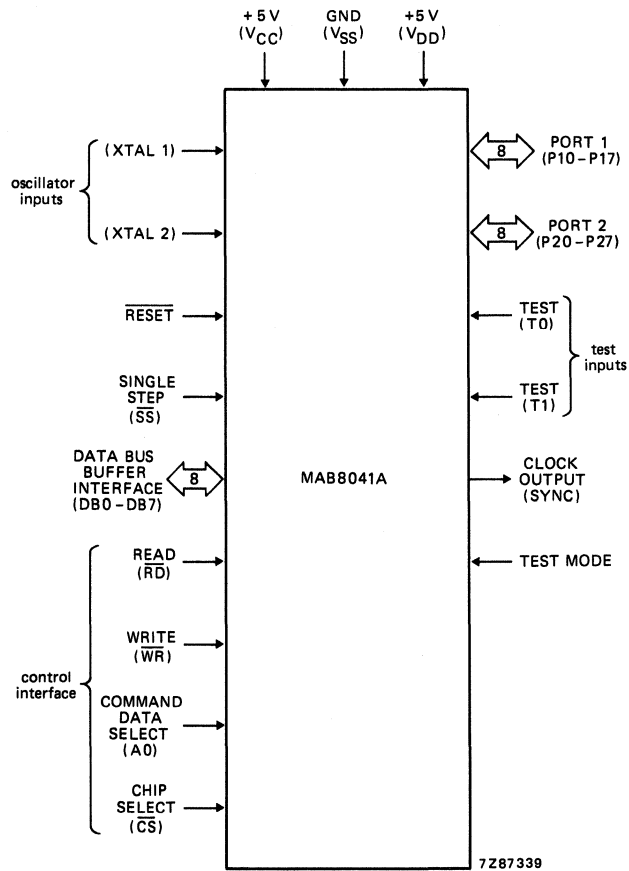 +5 V
(VCC)
GND
(VSS)
+5V
(VDD)
oscillator
inputs
(XTAL 1)
(XTAL 2)
RESET
SINGLE
STEP
(SS)
DATA BUS
BUFFER
INTERFACE
(DB0–DB7)
8
control
interface
READ
(RD)
WRITE
(WR)
COMMAND
DATA
SELECT
(A0)
CHIP
SELECT
(CS)
MAB8041A
8
PORT 1
(P10–P17)
8
PORT 2
(P20–P27)
TEST
(T0)
TEST
(T1)
test
inputs
CLOCK
OUTPUT
(SYNC)
TEST MODE
7Z87339